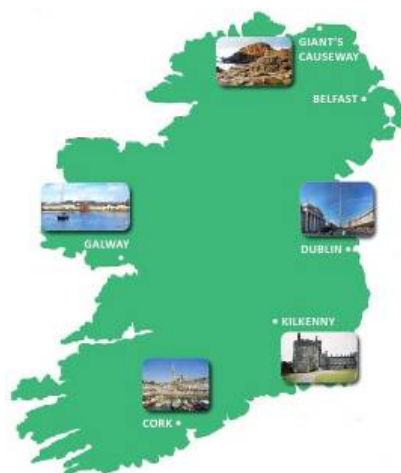 GIANT'S
CAUSEWAY
BELFAST
GALWAY
DUBLIN
KILKENNY
CORK